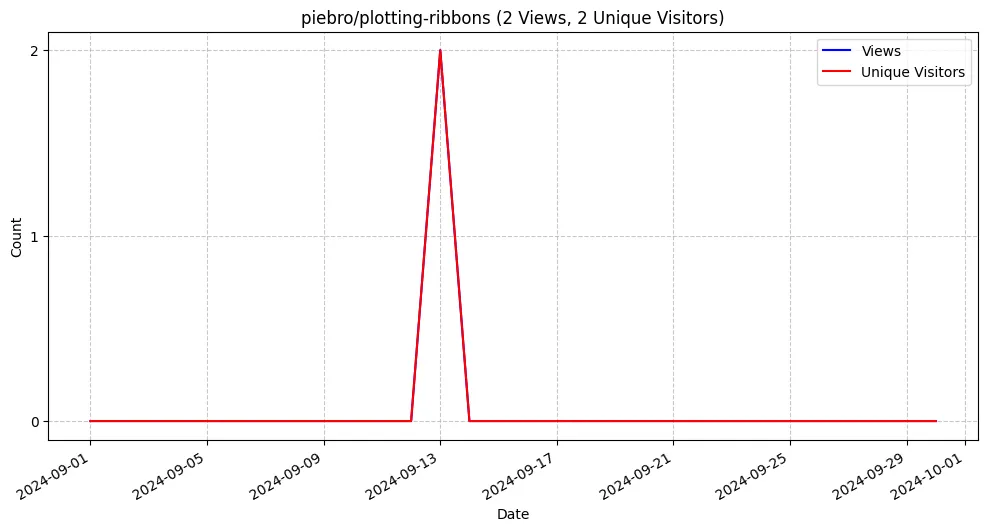 piebro/plotting-ribbons (2 Views, 2 Unique Visitors)
Views
Unique Visitors
2
1
0
Count
2024-09-01
2024-09-05
2024-09-09
2024-09-13
2024-09-17
2024-09-21
2024-09-25
2024-09-29
2024-10-01
Date